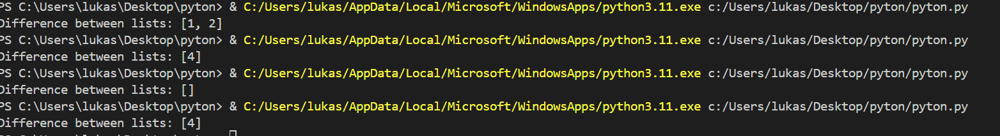 PS C:\Users\lukas\Desktop\pyton> & C:/Users/lukas/AppData/Local/Microsoft/WindowsApps/python3.11.exe c:/Users/lukas/Desktop/pyton/pyton.py
Difference between lists: [1, 2]
PS C:\Users\lukas\Desktop\pyton> & C:/Users/lukas/AppData/Local/Microsoft/WindowsApps/python3.11.exe c:/Users/lukas/Desktop/pyton/pyton.py
Difference between lists: [4]
PS C:\Users\lukas\Desktop\pyton> & C:/Users/lukas/AppData/Local/Microsoft/WindowsApps/python3.11.exe c:/Users/lukas/Desktop/pyton/pyton.py
Difference between lists: []
PS C:\Users\lukas\Desktop\pyton> & C:/Users/lukas/AppData/Local/Microsoft/WindowsApps/python3.11.exe c:/Users/lukas/Desktop/pyton/pyton.py
Difference between lists: [4]